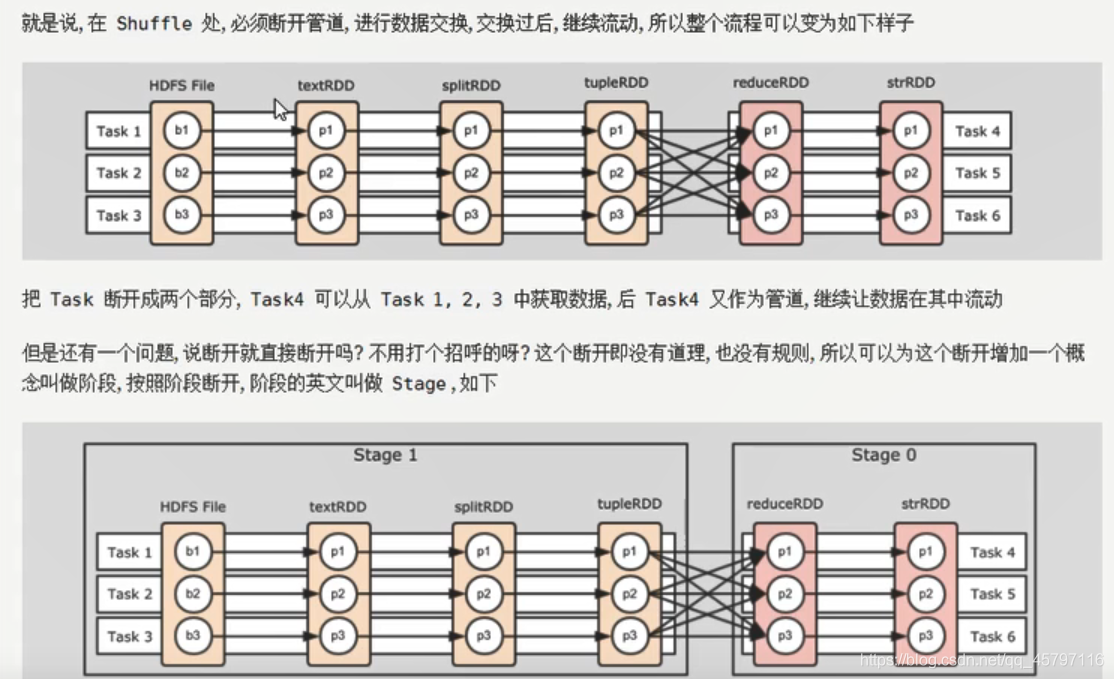 就是说, 在 Shuffle 处, 必须断开管道, 进行数据交换, 交换过后, 继续流动, 所以整个流程可以变为如下样子
HDFS File textRDD splitRDD tupleRDD reduceRDD strRDD
Task 1 b1 p1 p1 p1 p1 p1 Task 4
Task 2 b2 p2 p2 p2 p2 p2 Task 5
Task 3 b3 p3 p3 p3 p3 p3 Task 6
把 Task 断开成两个部分, Task4 可以从 Task 1, 2, 3 中获取数据, 后 Task4 又作为管道, 继续让数据在其中流动
但是还有一个问题, 说断开就直接断开吗? 不用打个招呼的呀? 这个断开即没有道理, 也没有规则, 所以可以为这个断开增加一个概
念叫做阶段, 按照阶段断开, 阶段的英文叫做 Stage, 如下
Stage 1 Stage 0
HDFS File textRDD splitRDD tupleRDD reduceRDD strRDD
Task 1 b1 p1 p1 p1 p1 p1 Task 4
Task 2 b2 p2 p2 p2 p2 p2 Task 5
Task 3 b3 p3 p3 p3 p3 p3 Task 6
https://blog.csdn.net/qq_45797116